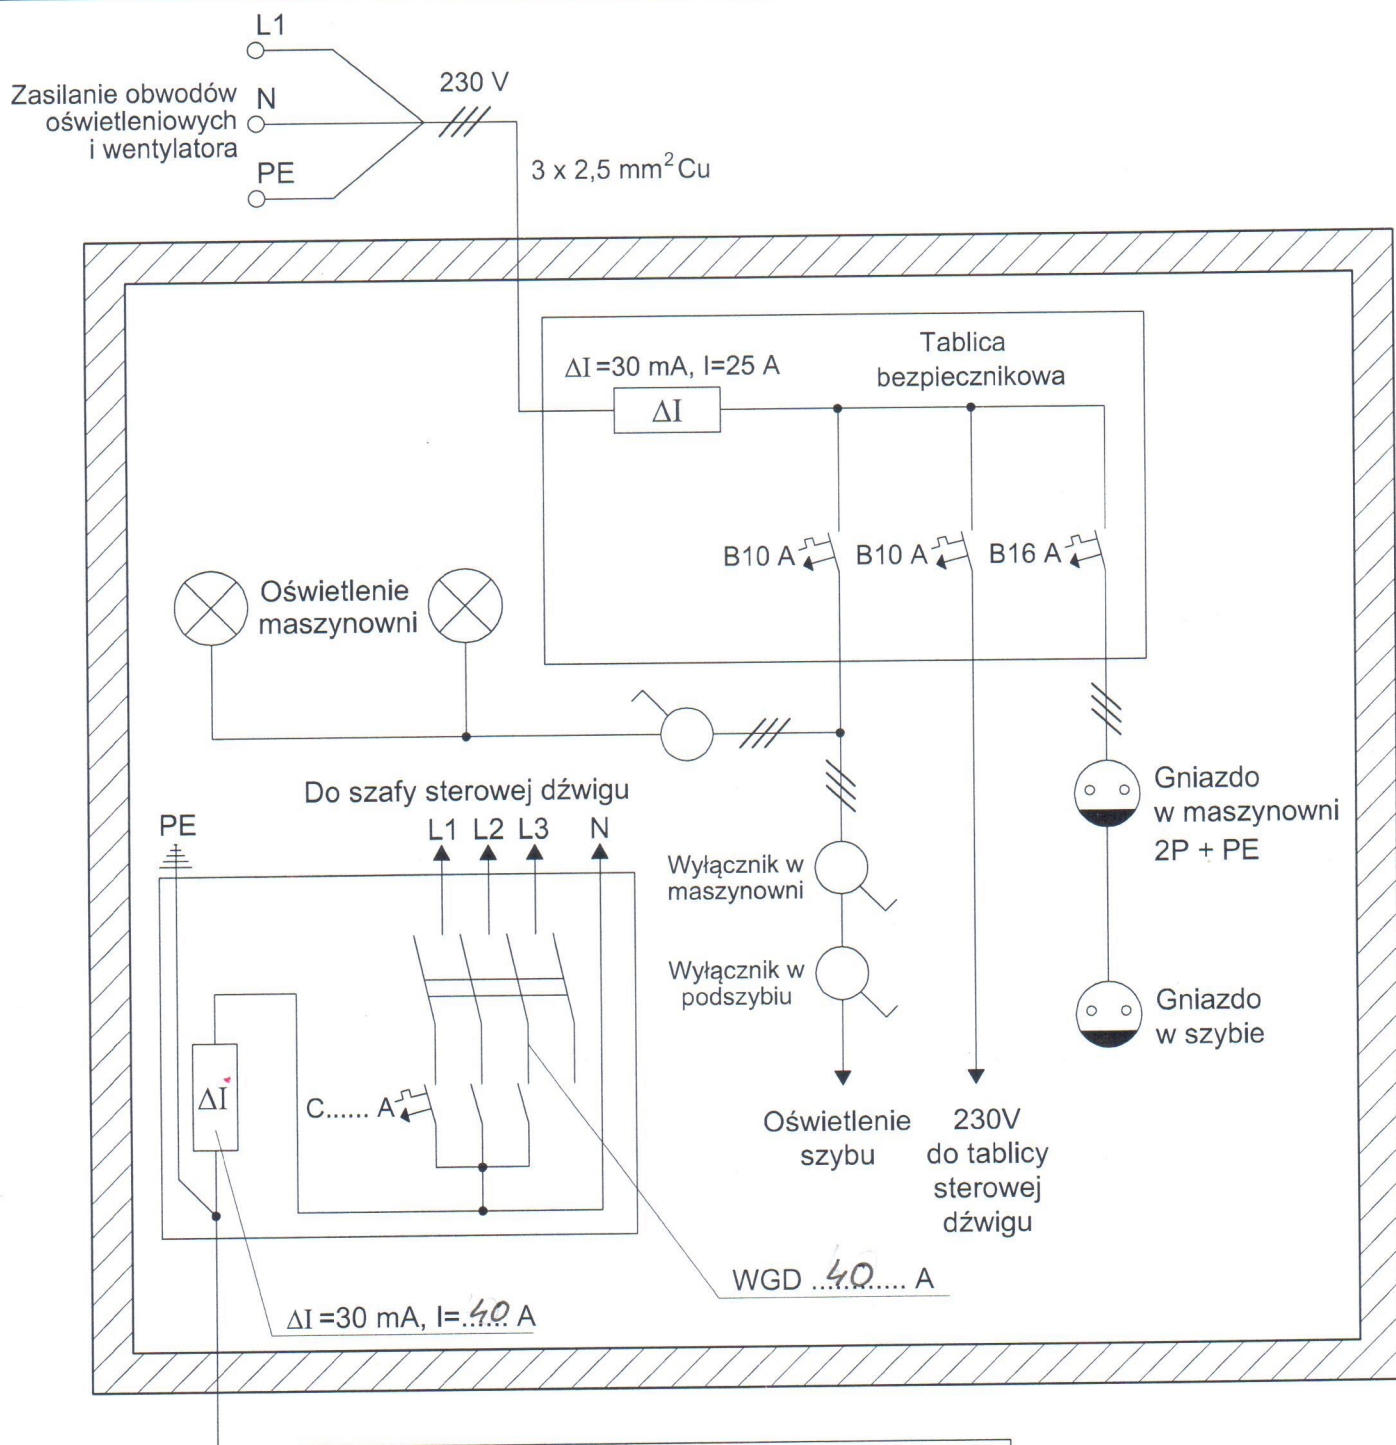 L1
Zasilanie obwodów
oświetleniowych
i wentylatora
N
PE
230 V
3 x 2,5 mm² Cu
ΔI =30 mA, I=25 A
ΔI
Tablica
bezpiecznikowa
B10 A
B10 A
B16 A
Oświetlenie
maszynowni
Do szafy sterowej dźwigu
PE
L1 L2 L3 N
Wyłącznik w
maszynowni
Wyłącznik w
podszybiu
Gniazdo
w maszynowni
2P + PE
Gniazdo
w szybie
ΔI
C...... A
Oświetlenie
szybu
230V
do tablicy
sterowej
dźwigu
WGD ..40.......... A
ΔI =30 mA, I=..40.. A